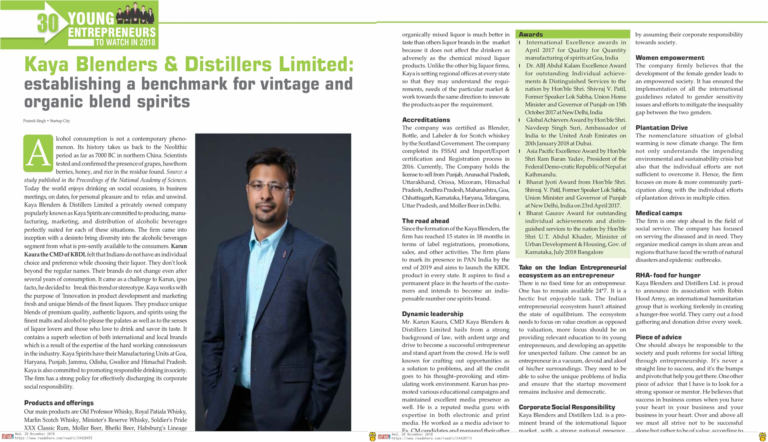 30 YOUNG
ENTREPRENEURS
TO WATCH IN 2018
Kaya Blenders & Distillers Limited:
establishing a benchmark for vintage and
organic blend spirits
Prateek Singh • Startup City
Alcohol consumption is not a contemporary pheno-
menon. Its history takes us back to the Neolithic
period as far as 7000 BC in northern China. Scientists
tested and confirmed the presence of grapes, hawthorn
berries, honey, and rice in the residue found. Source: a
study published in the Proceedings of the National Academy of Sciences.
Today the world enjoys drinking on social occasions, in business
meetings, on dates, for personal pleasure and to relax and unwind.
Kaya Blenders & Distillers Limited a privately owned company
popularly known as Kaya Spirits are committed to producing, manu-
facturing, marketing, and distribution of alcoholic beverages
perfectly suited for each of these situations. The firm came into
inception with a desire to bring diversity into the alcoholic beverages
segment from what is pre-sently available to the consumers. Karan
Kaura the CMD of KBDL felt that Indians do not have an individual
choice and preference while choosing their liquor. They don't look
beyond the regular names. Their brands do not change even after
several years of consumption. It came as a challenge to Karun, ipso
facto, he decided to break this trend or stereotype. Kaya works with
the purpose of 'Innovation in product development and marketing
fresh and unique blends of the finest liquors. They produce unique
blends of premium quality, authentic liquors, and spirits using the
finest malts and alcohol to please the palates as well as to the senses
of liquor lovers and those who love to drink and savor its taste. It
contains a superb selection of both international and local brands
which is a result of the expertise of the hard working connoisseurs
in the industry. Kaya Spirits have their Manufacturing Units at Goa,
Haryana, Punjab, Jammu, Odisha, Gwalior and Himachal Pradesh.
Kaya is also committed to promoting responsible drinking in society.
The firm has a strong policy for effectively discharging its corporate
social responsibility.
Products and offerings
Our main products are Old Professor Whisky, Royal Patiala Whisky,
Marlin Scotch Whisky, Minister's Reserve Whisky, Soldier's Pride
XXX Classic Rum, Moller Beer, Bhetki Beer, Habsburg's Lineage
organically mixed liquor is much better in
taste than others liquor brands in the market
because it does not affect the drinkers as
adversely as the chemical mixed liquor
products. Unlike the other big liquor firms,
Kaya is setting regional offices at every state
so that they may understand the requi-
rements, needs of the particular market &
work towards the same direction to innovate
the products as per the requirement.
Accreditations
The company was certified as Blender,
Bottle, and Labeler & for Scotch whiskey
by the Scotland Government. The company
completed its FSSAI and Import/Export
certification and Registration process in
2016. Currently, The Company holds the
license to sell from Punjab, Arunachal Pradesh,
Uttarakhand, Orissa, Mizoram, Himachal
Pradesh, Andhra Pradesh, Maharashtra, Goa,
Chhattisgarh, Karnataka, Haryana, Telangana,
Uttar Pradesh, and Moller Beer in Delhi.
The road ahead
Since the formation of the Kaya Blenders, the
firm has reached 15 states in 18 months in
terms of label registrations, promotions,
sales, and other activities. The firm plans
to mark its presence in PAN India by the
end of 2019 and aims to launch the KBDL
product in every state. It aspires to find a
permanent place in the hearts of the custo-
mers and intends to become an indis-
pensable number one spirits brand.
Dynamic leadership
Mr. Karun Kaura, CMD Kaya Blenders &
Distillers Limited hails from a strong
background of law, with ardent urge and
drive to become a successful entrepreneur
and stand apart from the crowd. He is well
known for crafting out opportunities as
a solution to problems, and all the credit
goes to his thought-provoking and stim-
ulating work environment. Karun has pro-
moted various educational campaigns and
maintained excellent media presence as
well. He is a reputed media guru with
expertise in both electronic and print
media. He worked as a media advisor to
Ex. CM candidates and managed their other
Awards
International Excellence awards in
April 2017 for Quality for Quantity
manufacturing of spirits at Goa, India
Dr. APJ Abdul Kalam Excellence Award
for outstanding Individual achieve-
ments & Distinguished Services to the
nation by Hon'ble Shri. Shivraj V. Patil,
Former Speaker Lok Sabha, Union Home
Minister and Governor of Punjab on 15th
October 2017 at New Delhi, India
Global Achievers Award by Hon'ble Shri.
Navdeep Singh Suri, Ambassador of
India to the United Arab Emirates on
20th January 2018 at Dubai.
Asia Pacific Excellence Award by Hon'ble
Shri Ram Baran Yadav, President of the
Federal Demo-cratic Republic of Nepal at
Kathmandu.
Bharat Jyoti Award from Hon'ble Shri.
Shivraj. V. Patil, Former Speaker Lok Sabha,
Union Minister and Governor of Punjab
at New Delhi, India on 23rd April 2017.
Bharat Gaurav Award for outstanding
individual achievements and distin-
guished services to the nation by Hon'ble
Shri U.T. Abdul Khader, Minister of
Urban Development & Housing, Gov. of
Karnataka, July 2018 Bangalore
Take on the Indian Entrepreneurial
ecosystem as an entrepreneur
There is no fixed time for an entrepreneur.
One has to remain available 24*7. It is a
hectic but enjoyable task. The Indian
entrepreneurial ecosystem hasn't attained
the state of equilibrium. The ecosystem
needs to focus on value creation as opposed
to valuation, more focus should be on
providing relevant education to its young
entrepreneurs, and developing an appetite
for unexpected failure. One cannot be an
entrepreneur in a vacuum, devoid and aloof
of his/her surroundings. They need to be
able to solve the unique problems of India
and ensure that the startup movement
remains inclusive and democratic.
Corporate Social Responsibility
Kaya Blenders and Distillers Ltd. is a pro-
minent brand of the international liquor
market, with a strong national presence,
by assuming their corporate responsibility
towards society.
Women empowerment
The company firmly believes that the
development of the female gender leads to
an empowered society. It has ensured the
implementation of all the international
guidelines related to gender sensitivity
issues and efforts to mitigate the inequality
gap between the two genders.
Plantation Drive
The nomenclature situation of global
warming is now climate change. The firm
not only understands the impending
environmental and sustainability crisis but
also that the individual efforts are not
sufficient to overcome it. Hence, the firm
focuses on more & more community parti-
cipation along with the individual efforts
of plantation drives in multiple cities.
Medical camps
The firm is one step ahead in the field of
social service. The company has focused
on serving the diseased and in need. They
organize medical camps in slum areas and
regions that have faced the wrath of natural
disasters and epidemic outbreaks.
RHA- food for hunger
Kaya Blenders and Distillers Ltd. is proud
to announce its association with Robin
Hood Army, an international humanitarian
group that is working tirelessly in creating
a hunger-free world. They carry out a food
gathering and donation drive every week.
Piece of advice
One should always be responsible to the
society and push reforms for social lifting
through entrepreneurship. It's never a
straight line to success, and it's the bumps
and pivots that help you get there. One other
piece of advice that I have is to look for a
strong sponsor or mentor. He believes that
success in business comes when you have
your heart in your business and your
business in your heart. Over and above all
we must all strive not to be successful
alone but rather to be of value, according to